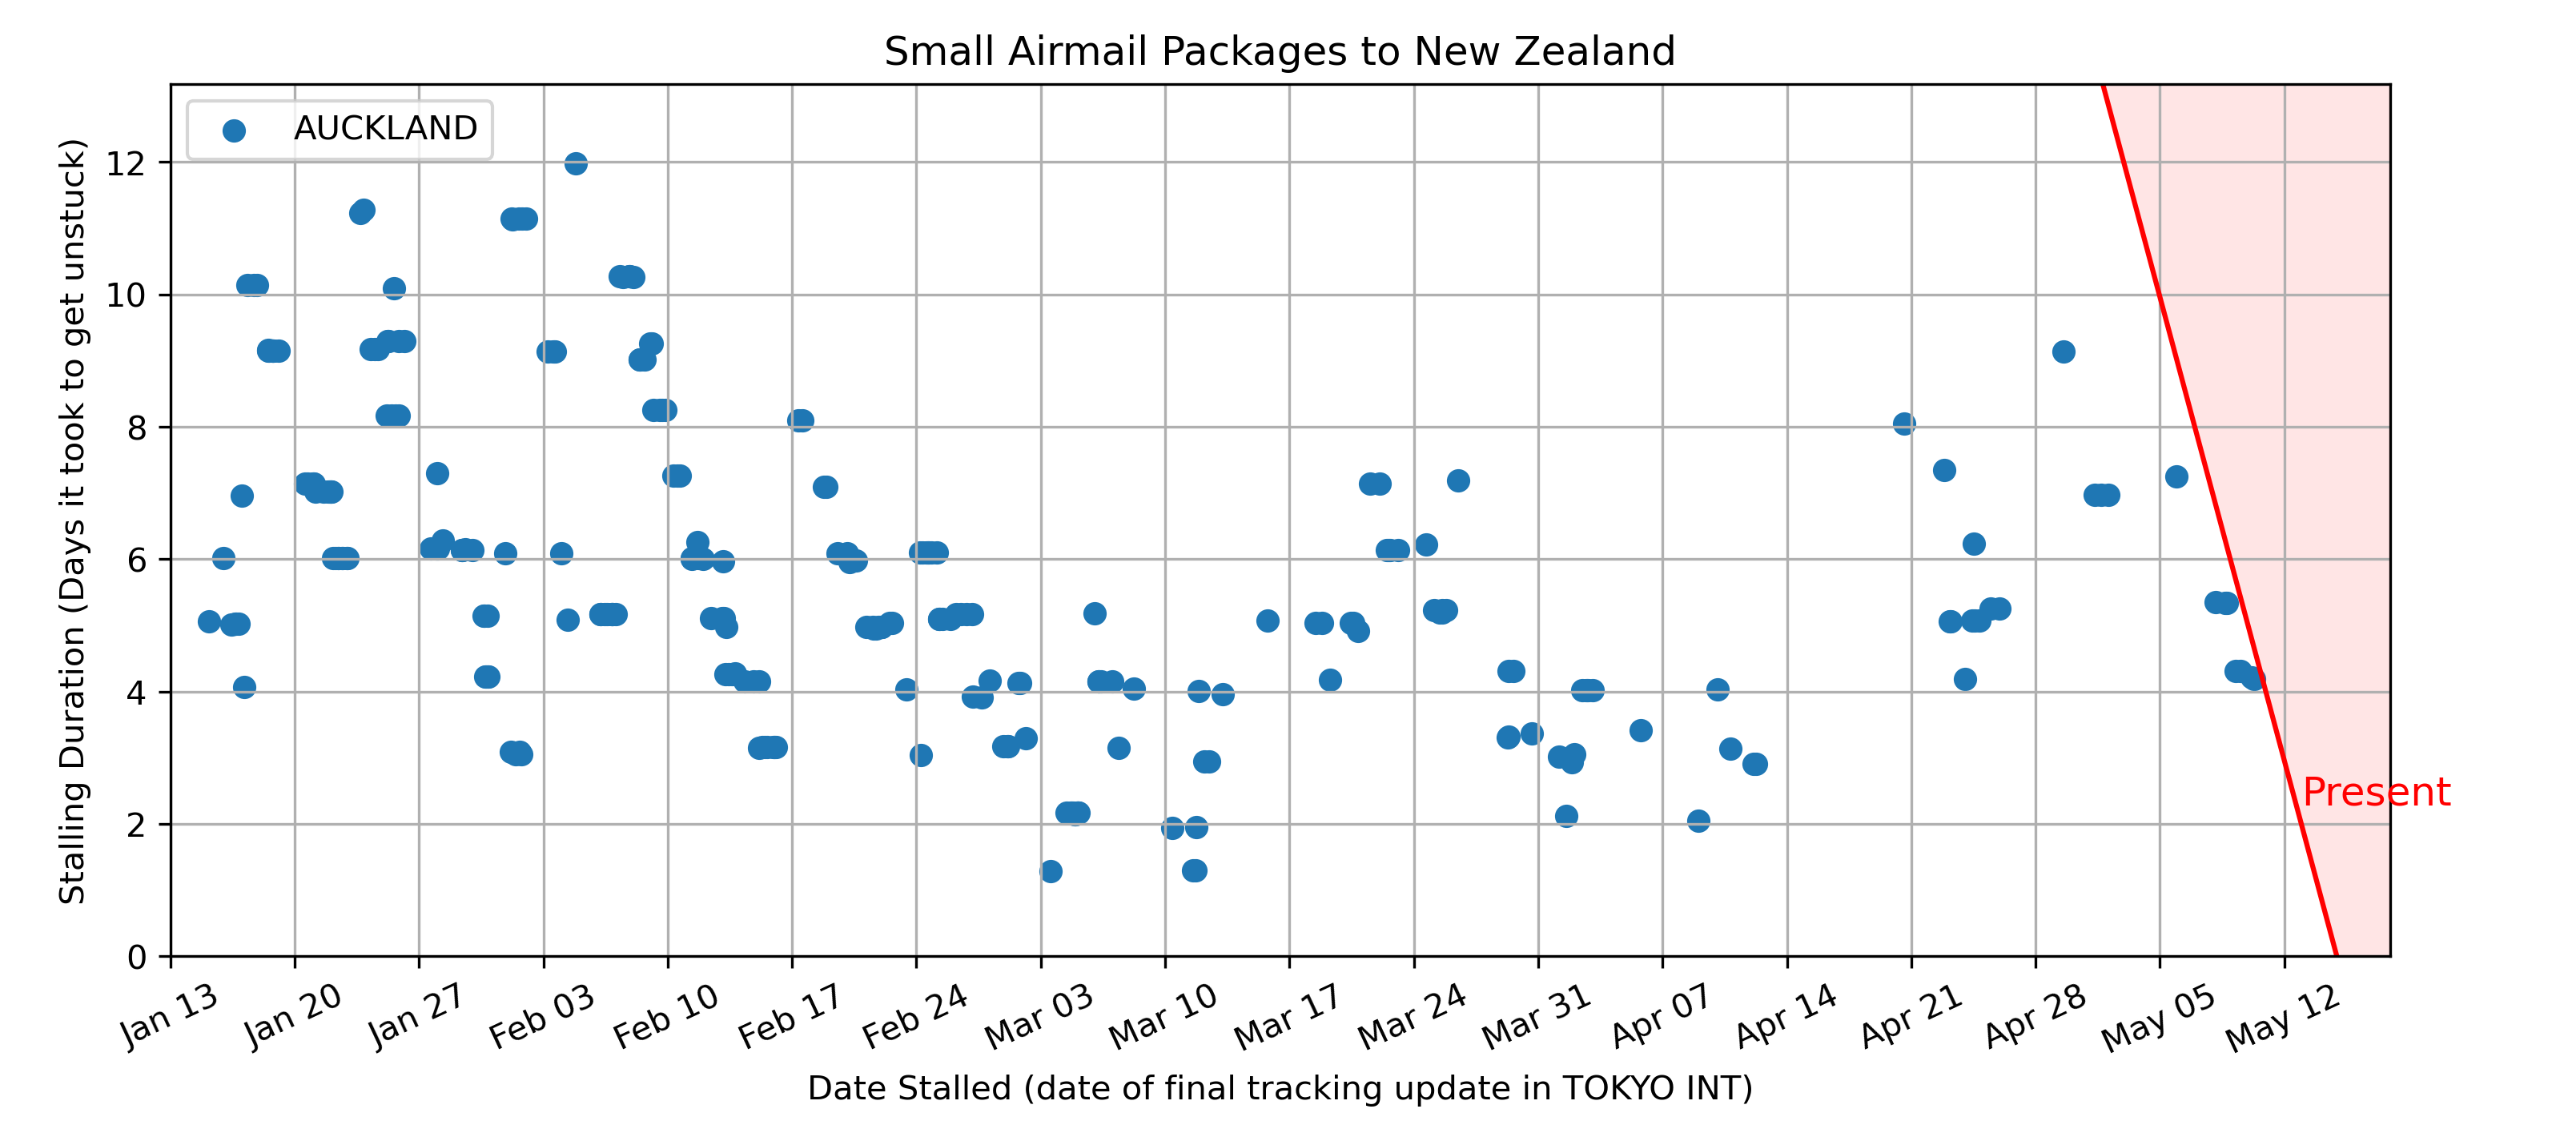 Small Airmail Packages to New Zealand
AUCKLAND
Stalling Duration (Days it took to get unstuck)
12
10
8
6
4
2
0
Present
Jan 13
Jan 20
Jan 27
Feb 03
Feb 10
Feb 17
Feb 24
Mar 03
Mar 10
Mar 17
Mar 24
Mar 31
Apr 07
Apr 14
Apr 21
Apr 28
May 05
May 12
Date Stalled (date of final tracking update in TOKYO INT)